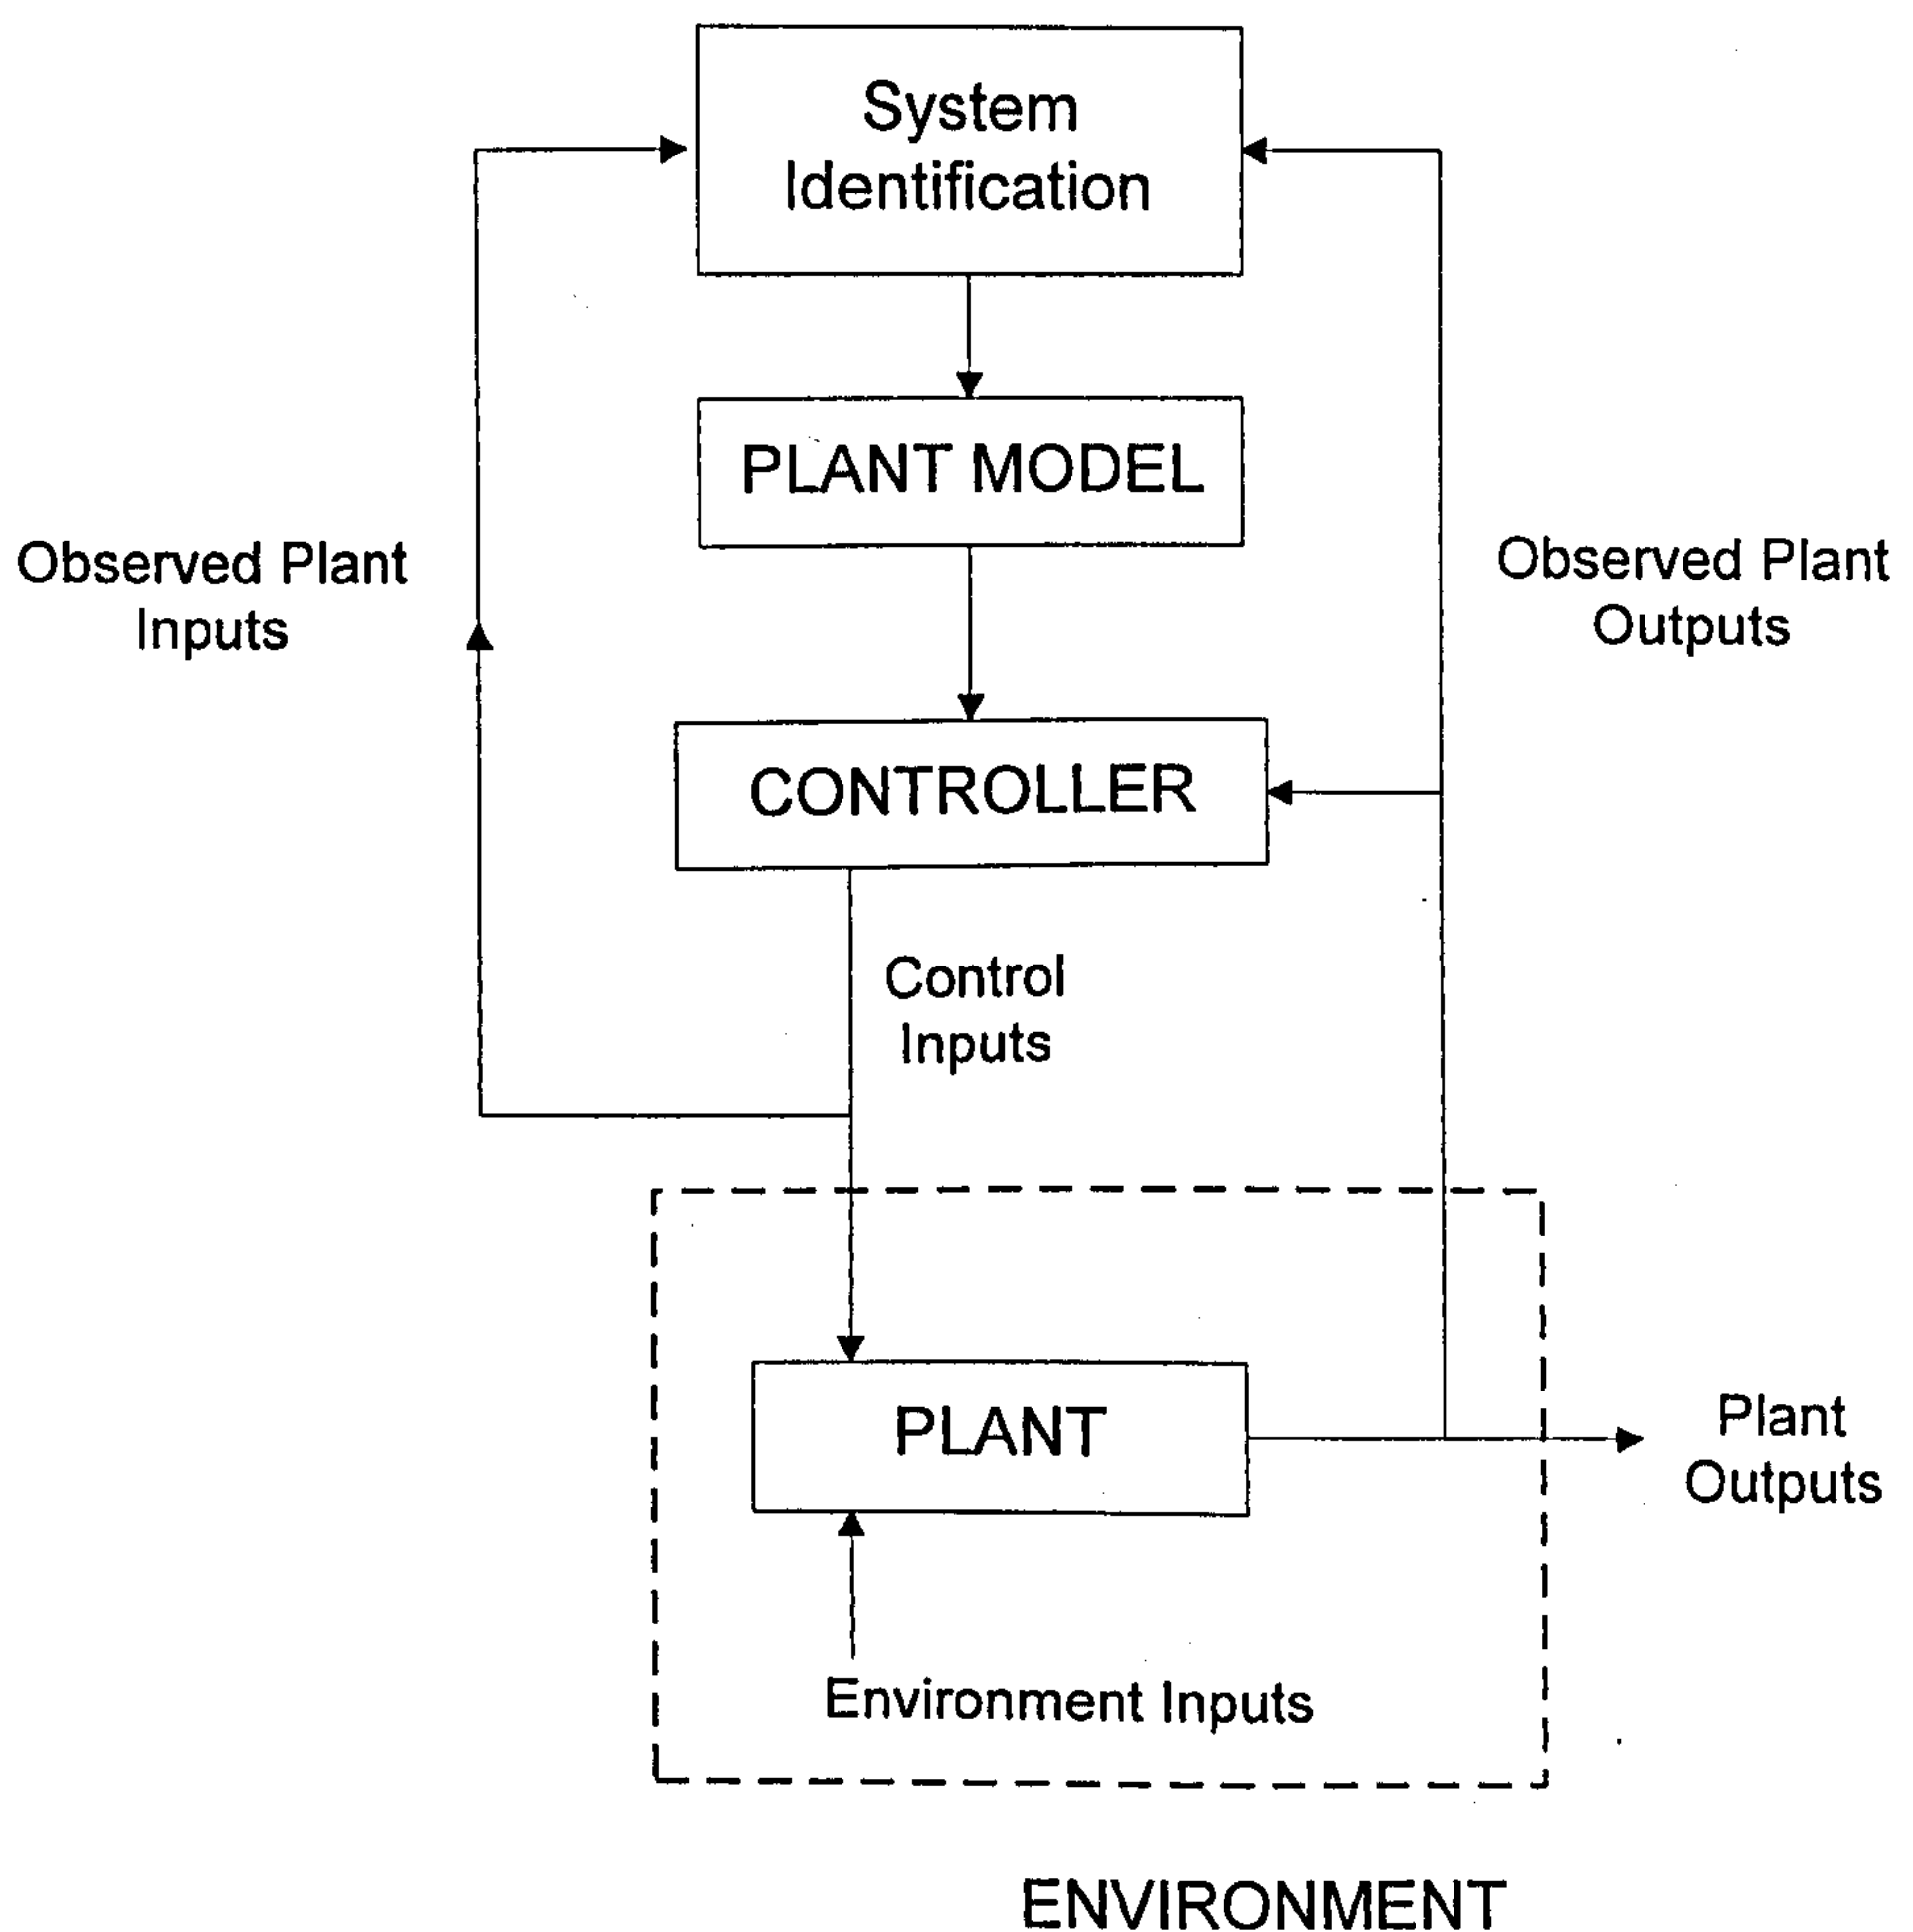 System
Identification
PLANT MODEL
Observed Plant
Inputs
Observed Plant
Outputs
CONTROLLER
Control
Inputs
PLANT
Plant
Outputs
Environment Inputs
ENVIRONMENT